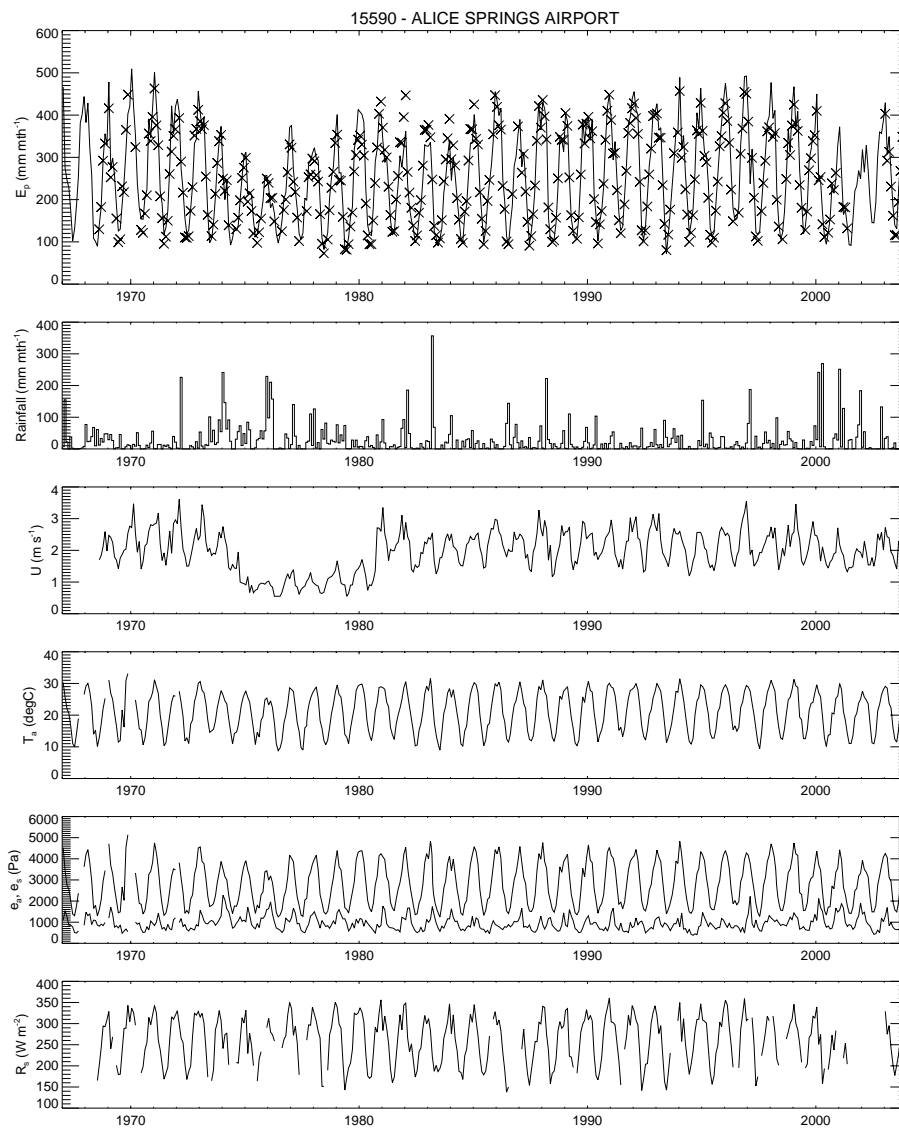 15590 - ALICE SPRINGS AIRPORT
Eₚ (mm mth⁻¹)
600
500
400
300
200
100
0
1970 1980 1990 2000
Rainfall (mm mth⁻¹)
400
300
200
100
0
1970 1980 1990 2000
U (m s⁻¹)
4
3
2
1
0
1970 1980 1990 2000
Tₐ (degC)
40
30
20
10
0
1970 1980 1990 2000
eₐ, eₛ (Pa)
6000
5000
4000
3000
2000
1000
0
1970 1980 1990 2000
Rₛ (W m⁻²)
400
350
300
250
200
150
100
1970 1980 1990 2000